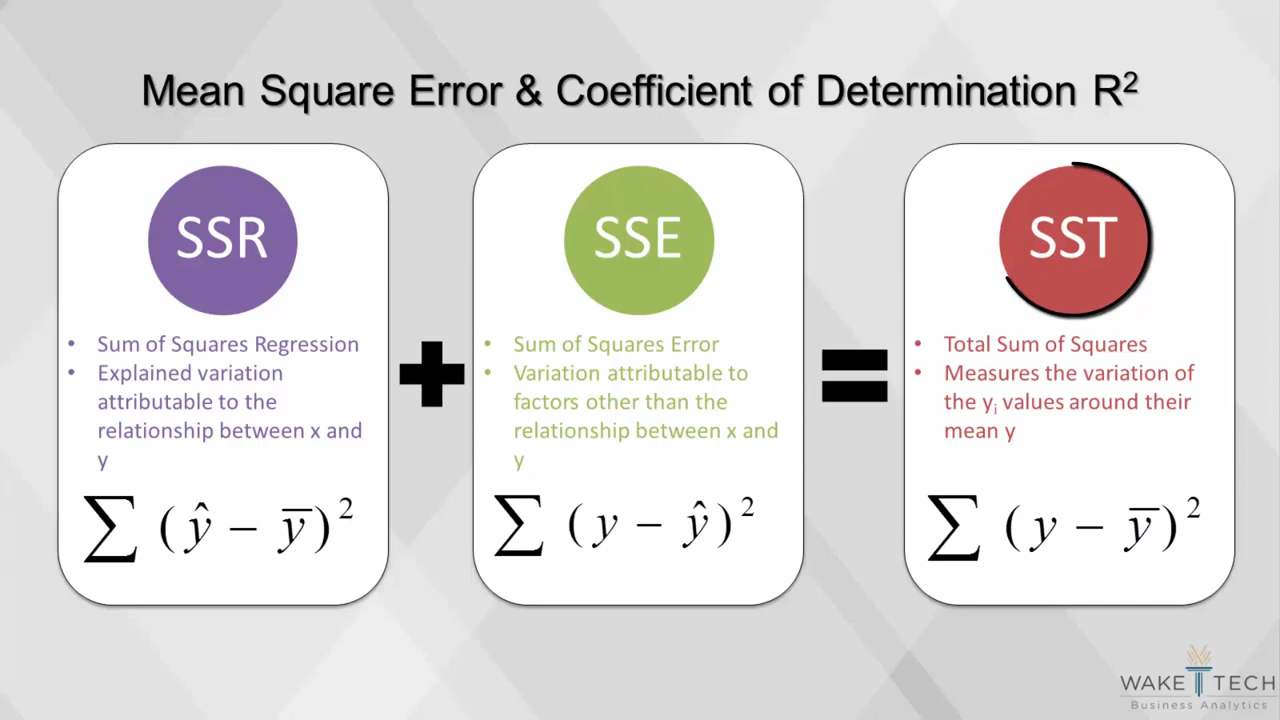 Mean Square Error & Coefficient of Determination R²
SSR
• Sum of Squares Regression
• Explained variation
attributable to the
relationship between x and
y
∑ (ŷ − y̅)²
+
SSE
• Sum of Squares Error
• Variation attributable to
factors other than the
relationship between x and
y
∑ (y − ŷ)²
=
SST
• Total Sum of Squares
• Measures the variation of
the yᵢ values around their
mean y
∑ (y − y̅)²
WAKE TECH
Business Analytics